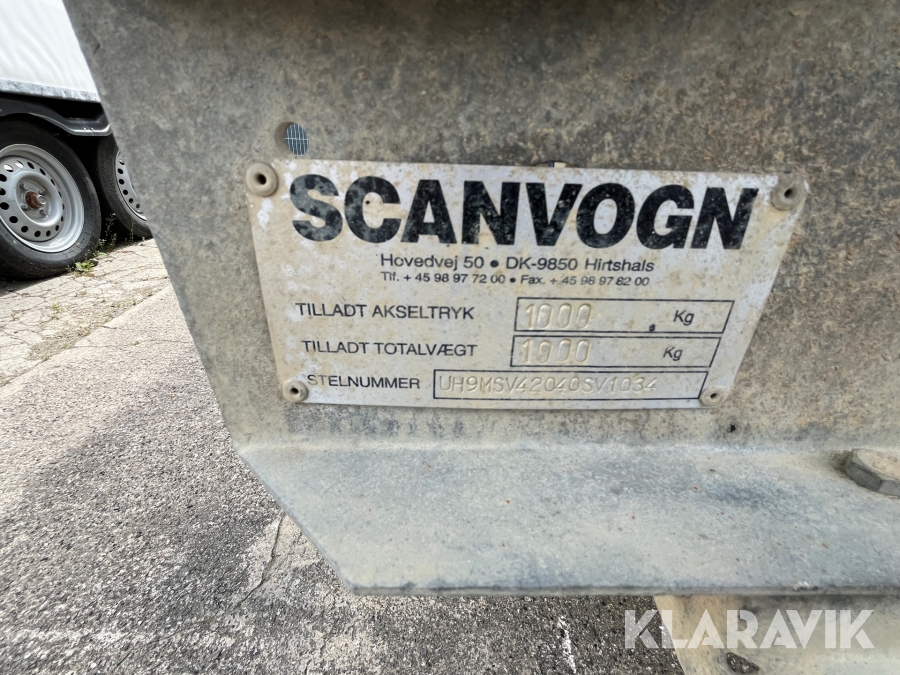 SCANVOGN
Hovedvej 50 • DK-9850 Hirtshals
Tlf. + 45 98 97 72 00 • Fax. + 45 98 97 82 00
TILLADT AKSELTRYK 1000 Kg
TILLADT TOTALVÆGT 1000 Kg
STELNUMMER UH9MSV42040SV1034
KLARAVIK